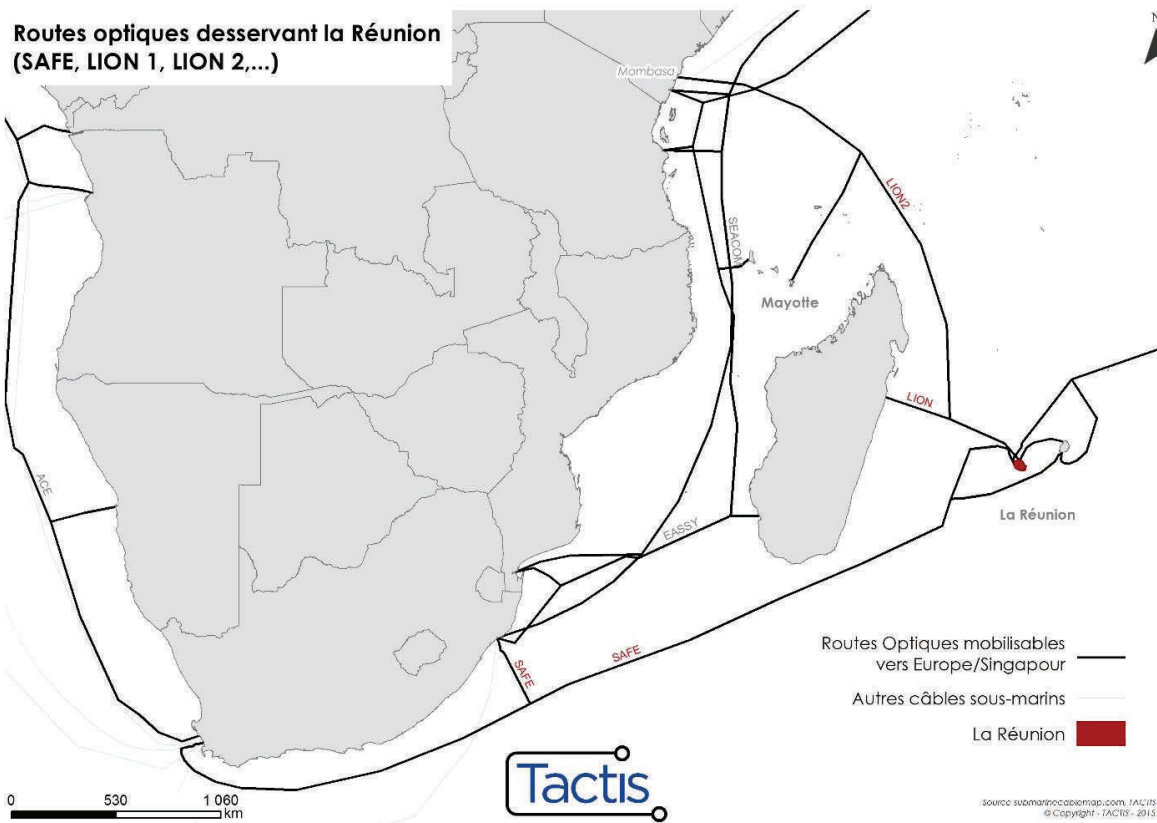 Routes optiques desservant la Réunion
(SAFE, LION 1, LION 2,...)
N
Mombasa
LION2
SEACOM
Mayotte
LION
ACE
La Réunion
EASSY
SAFE
SAFE
Routes Optiques mobilisables
vers Europe/Singapour
Autres câbles sous-marins
La Réunion
Tactis
0 530 1 060
km
Source submarinecablemap.com, TACTIS
© Copyright - TACTIS - 2015